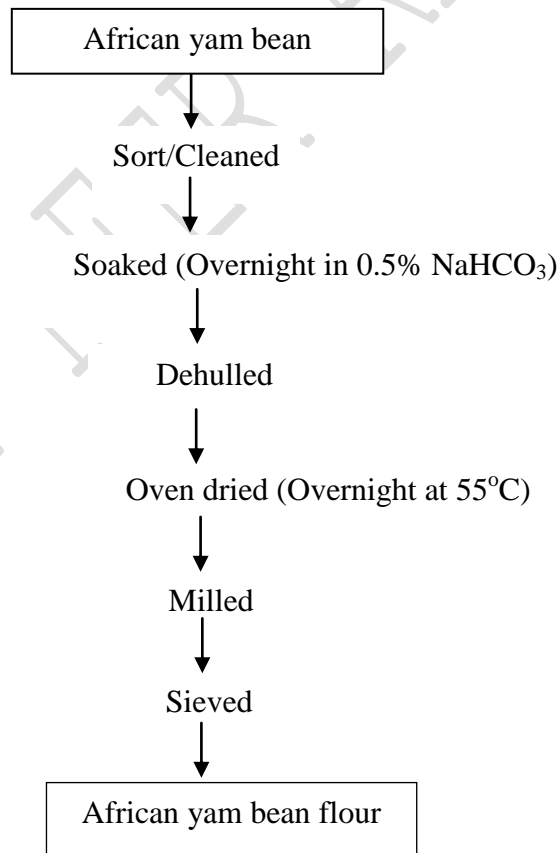 African yam bean
Sort/Cleaned
Soaked (Overnight in 0.5% NaHCO₃)
Dehulled
Oven dried (Overnight at 55°C)
Milled
Sieved
African yam bean flour